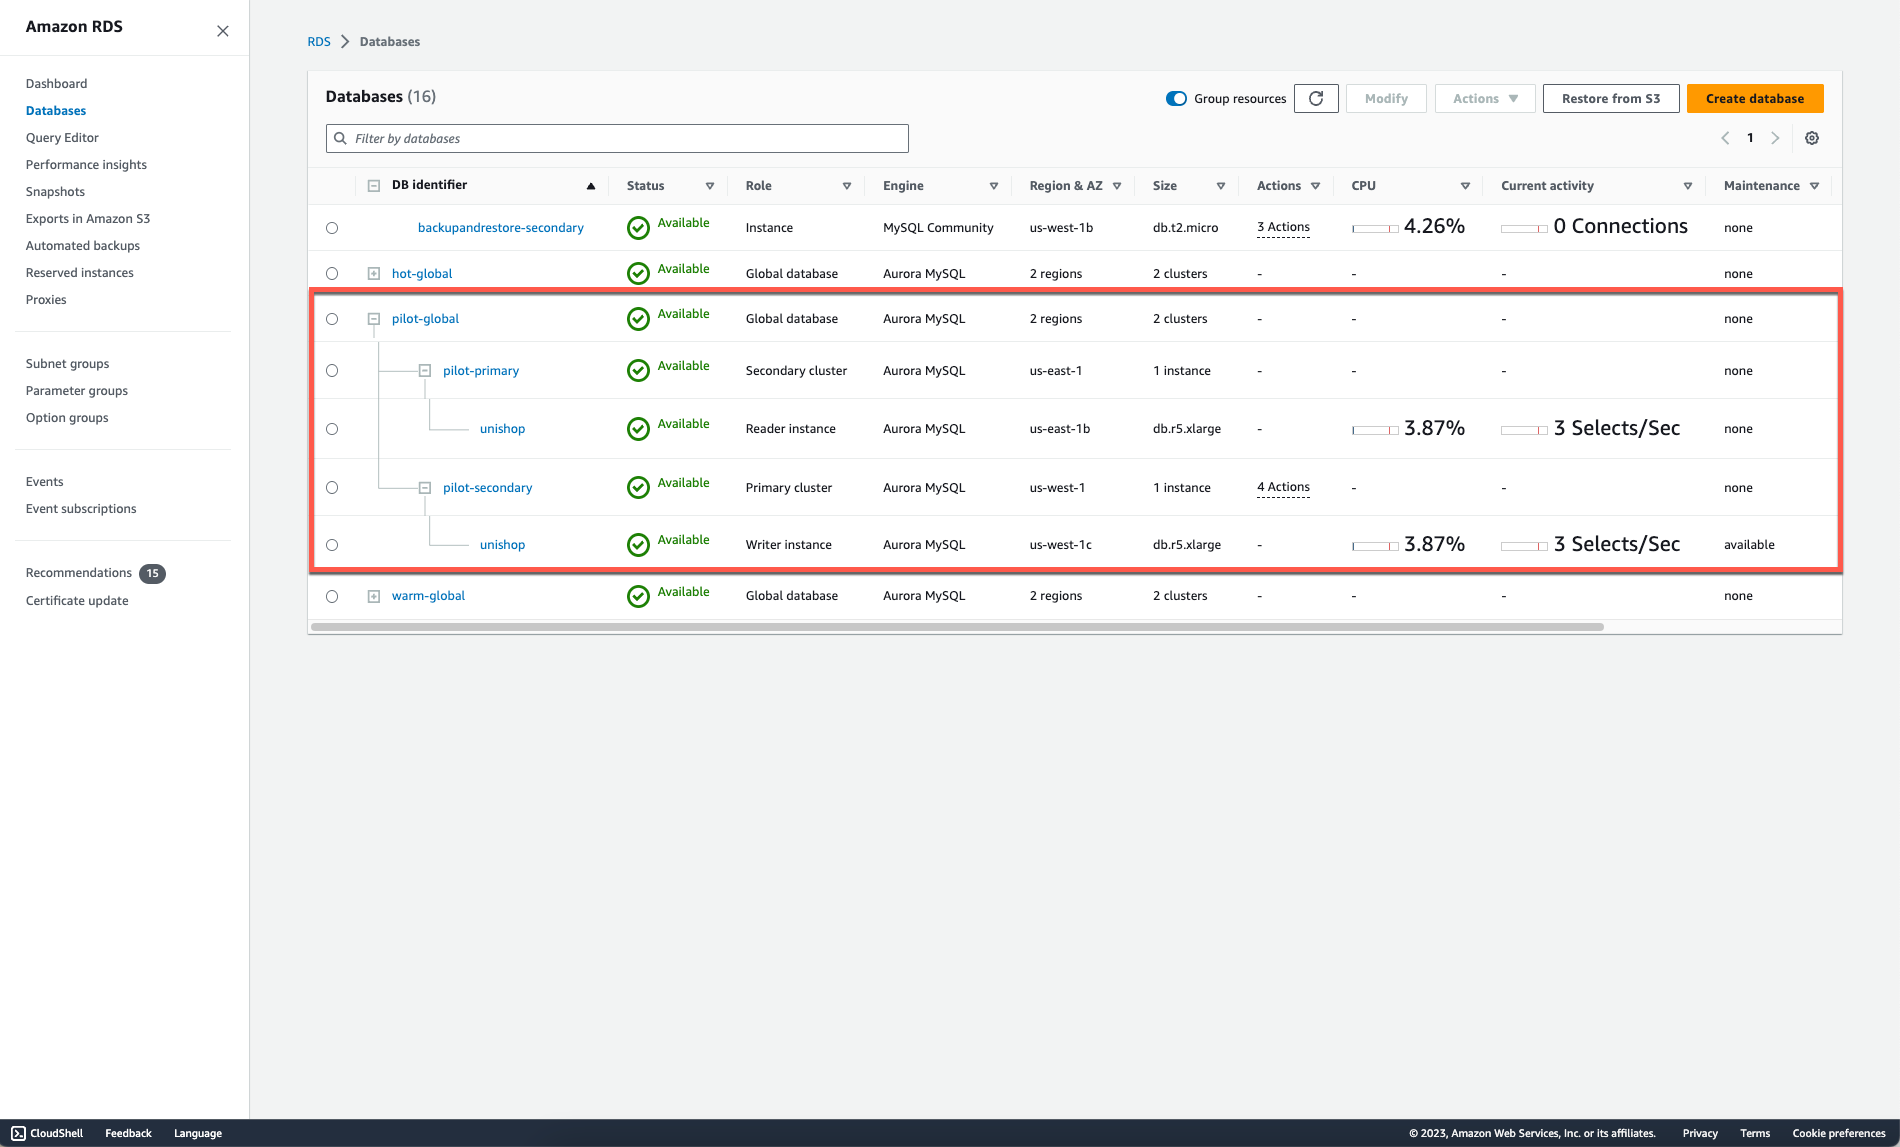 Amazon RDS
Dashboard
Databases
Query Editor
Performance insights
Snapshots
Exports in Amazon S3
Automated backups
Reserved instances
Proxies
Subnet groups
Parameter groups
Option groups
Events
Event subscriptions
Recommendations 15
Certificate update
RDS Databases
Databases (16)
Group resources Modify Actions Restore from S3 Create database
Filter by databases
1
DB identifier Status Role Engine Region & AZ Size Actions CPU Current activity Maintenance
backupandrestore-secondary Available Instance MySQL Community us-west-1b db.t2.micro 3 Actions 4.26% 0 Connections none
hot-global Available Global database Aurora MySQL 2 regions 2 clusters - - - none
pilot-global Available Global database Aurora MySQL 2 regions 2 clusters - - - none
pilot-primary Available Secondary cluster Aurora MySQL us-east-1 1 instance - - - none
unishop Available Reader instance Aurora MySQL us-east-1b db.r5.xlarge - 3.87% 3 Selects/Sec none
pilot-secondary Available Primary cluster Aurora MySQL us-west-1 1 instance 4 Actions - - none
unishop Available Writer instance Aurora MySQL us-west-1c db.r5.xlarge - 3.87% 3 Selects/Sec available
warm-global Available Global database Aurora MySQL 2 regions 2 clusters - - - none
CloudShell Feedback Language © 2023, Amazon Web Services, Inc. or its affiliates. Privacy Terms Cookie preferences